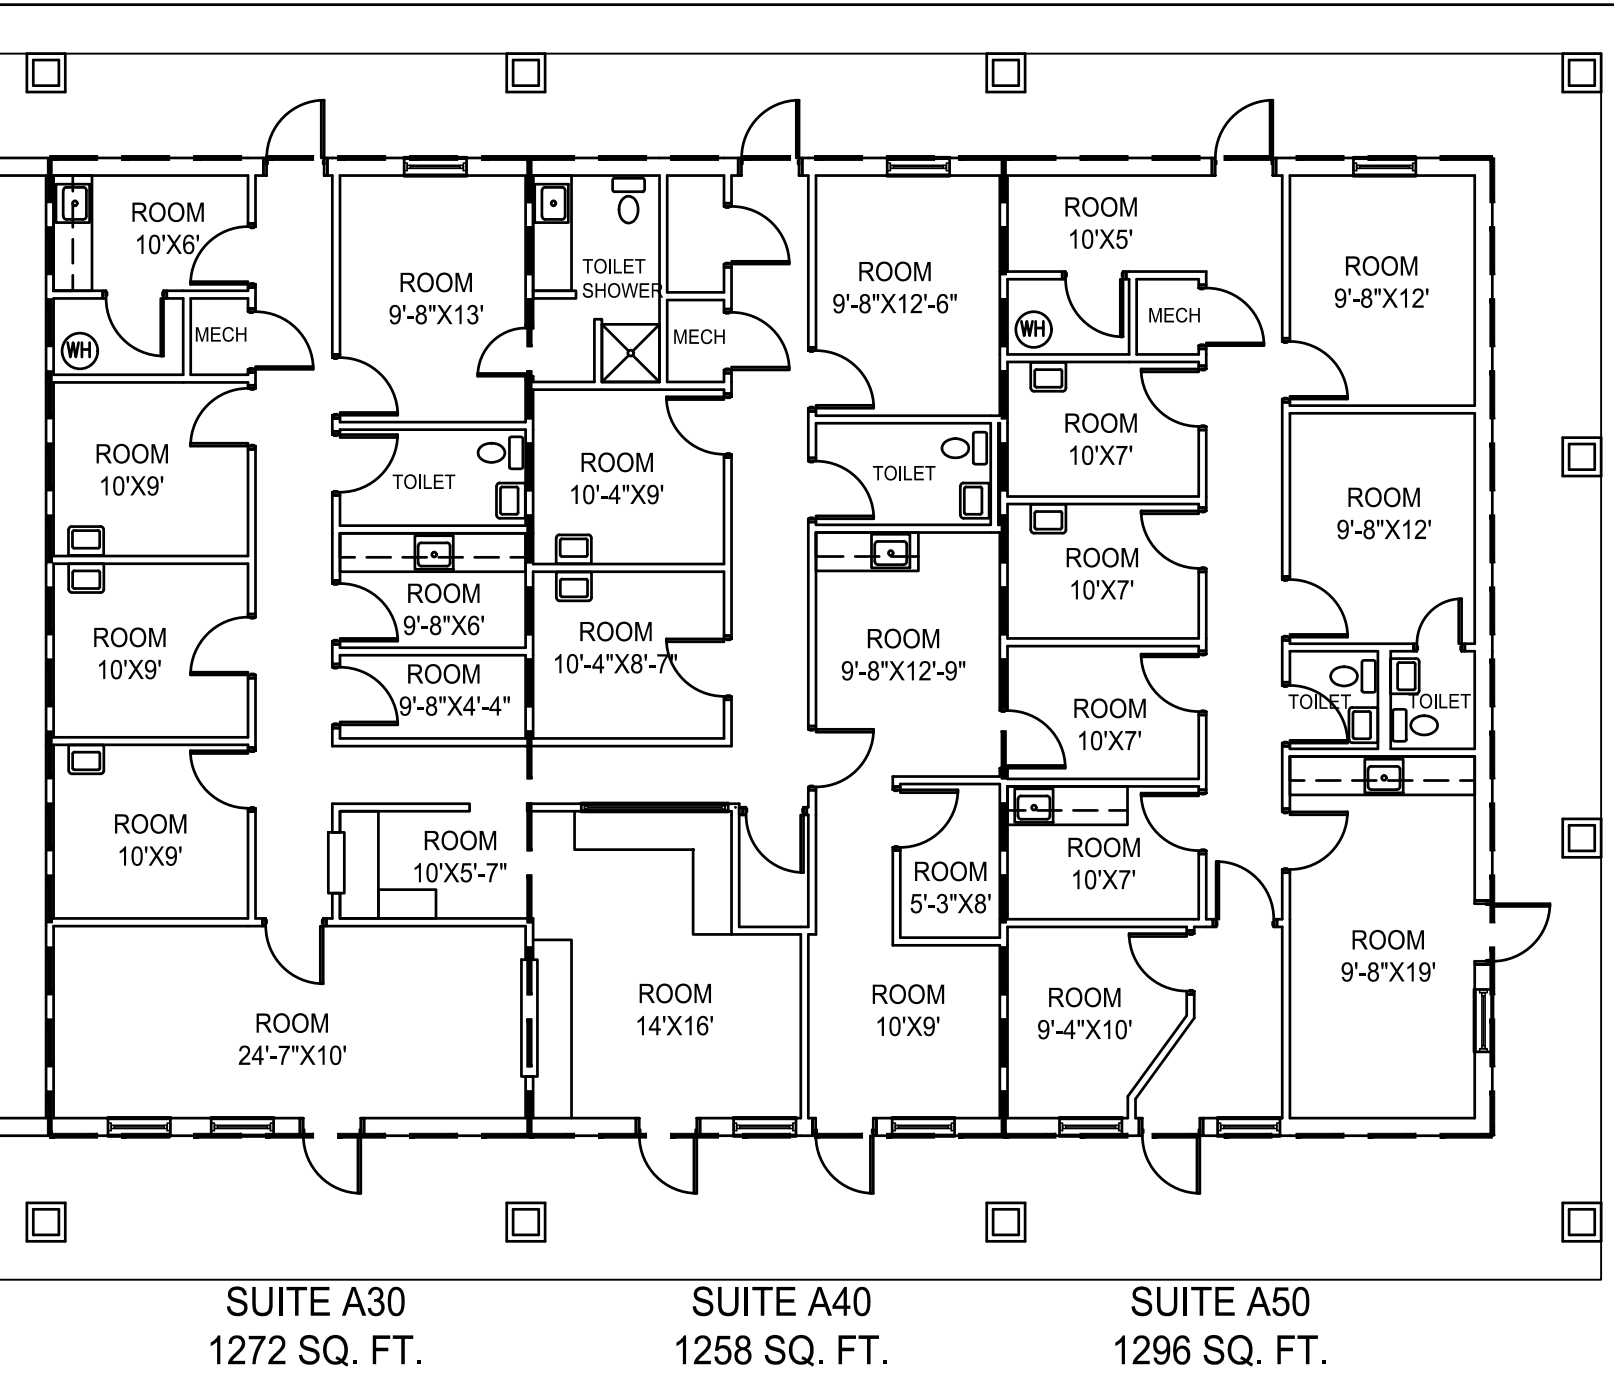 ROOM
10'X6'
WH
MECH
ROOM
9'-8"X13'
ROOM
10'X9'
TOILET
ROOM
9'-8"X6'
ROOM
10'X9'
ROOM
9'-8"X4'-4"
ROOM
10'X9'
ROOM
10'X5'-7"
ROOM
24'-7"X10'
TOILET
SHOWER
MECH
ROOM
9'-8"X12'-6"
ROOM
10'-4"X9'
TOILET
ROOM
10'-4"X8'-7"
ROOM
9'-8"X12'-9"
ROOM
5'-3"X8'
ROOM
14'X16'
ROOM
10'X9'
ROOM
10'X5'
WH
MECH
ROOM
9'-8"X12'
ROOM
10'X7'
ROOM
9'-8"X12'
ROOM
10'X7'
TOILET
TOILET
ROOM
10'X7'
ROOM
10'X7'
ROOM
9'-8"X19'
ROOM
9'-4"X10'
SUITE A30
1272 SQ. FT.
SUITE A40
1258 SQ. FT.
SUITE A50
1296 SQ. FT.